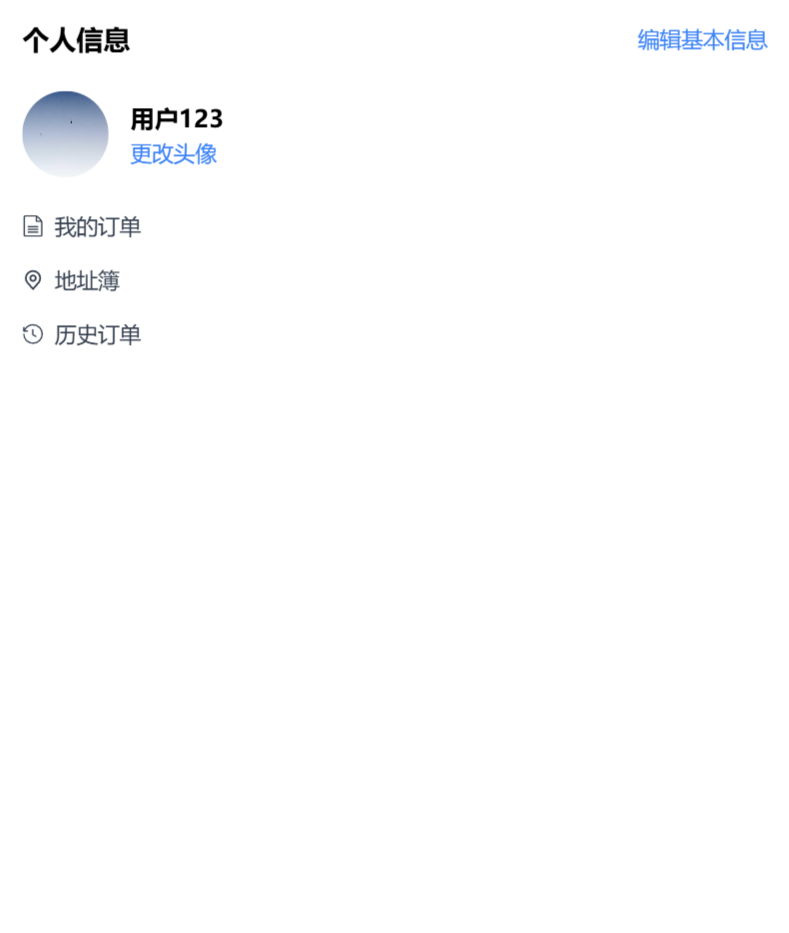 个人信息
编辑基本信息
用户123
更改头像
我的订单
地址簿
历史订单